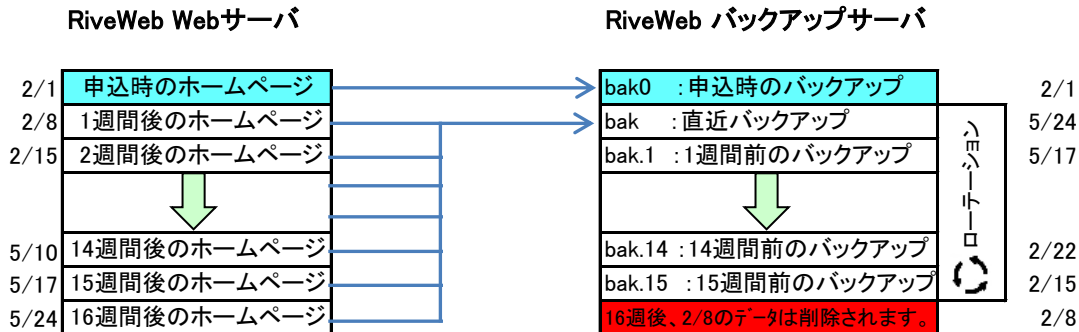 RiveWeb Webサーバ
RiveWeb バックアップサーバ
2/1 申込時のホームページ bak0 :申込時のバックアップ 2/1
2/8 1週間後のホームページ bak :直近バックアップ 5/24
2/15 2週間後のホームページ bak.1 :1週間前のバックアップ 5/17
ローテーション
5/10 14週間後のホームページ bak.14 :14週間前のバックアップ 2/22
5/17 15週間後のホームページ bak.15 :15週間前のバックアップ 2/15
5/24 16週間後のホームページ 16週後、2/8のデータは削除されます。 2/8